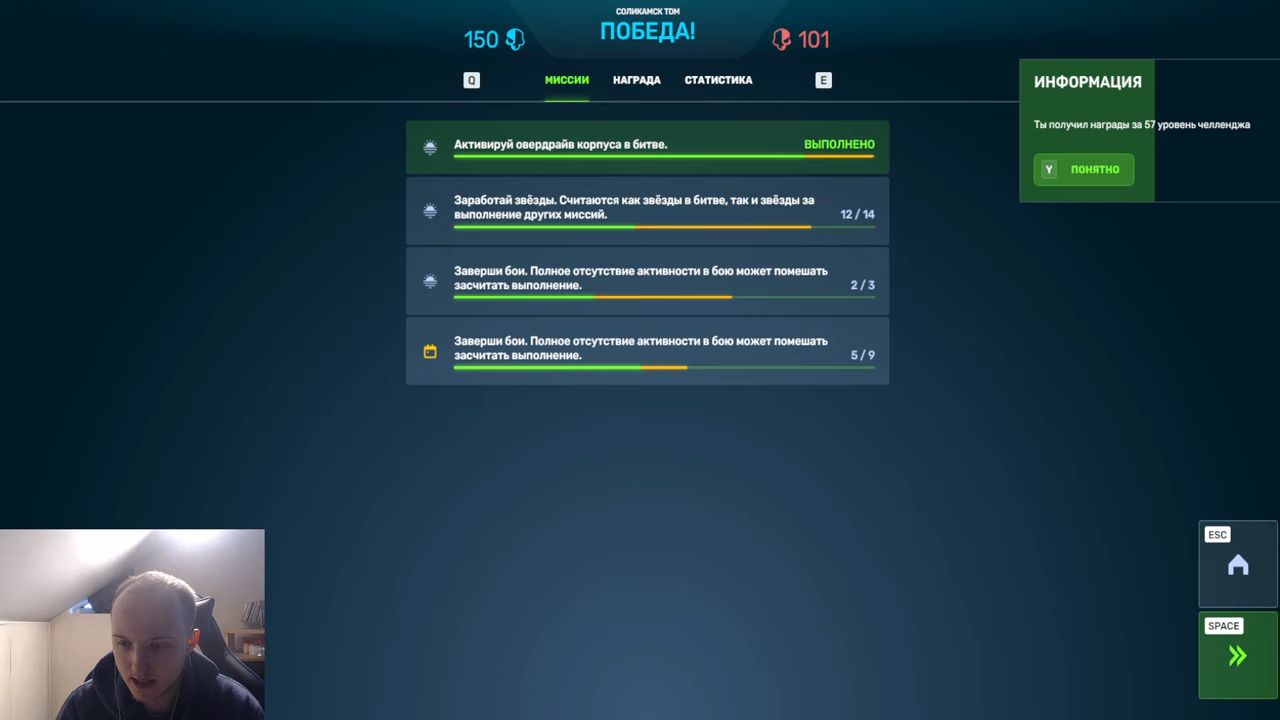 СОЛИКАМСК TDM
ПОБЕДА!
150
101
Q
МИССИИ
НАГРАДА
СТАТИСТИКА
E
ИНФОРМАЦИЯ
Ты получил награды за 57 уровень челленджа
Y ПОНЯТНО
Активируй овердрайв корпуса в битве.
ВЫПОЛНЕНО
Заработай звёзды. Считаются как звёзды в битве, так и звёзды за
выполнение других миссий.
12 / 14
Заверши бои. Полное отсутствие активности в бою может помешать
засчитать выполнение.
2 / 3
Заверши бои. Полное отсутствие активности в бою может помешать
засчитать выполнение.
5 / 9
ESC
SPACE